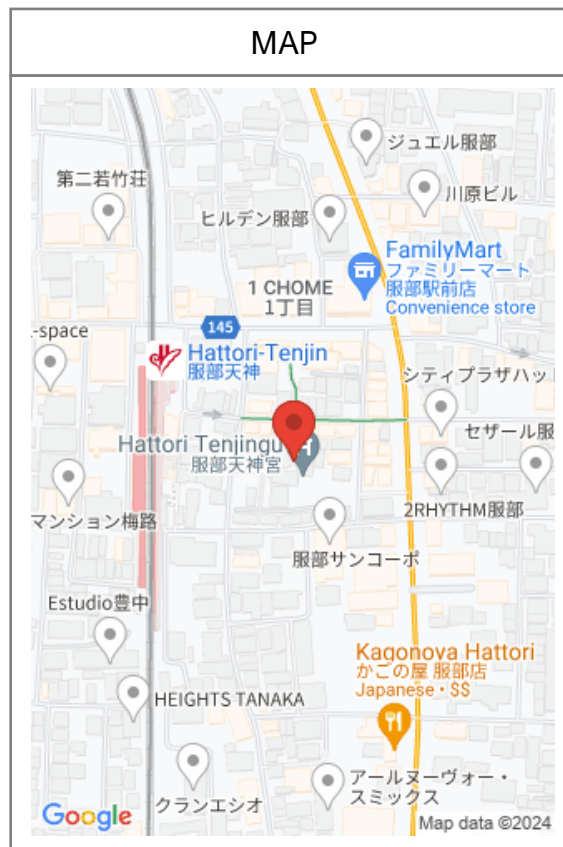 MAP
ジュエル服部
第二若竹荘
川原ビル
ヒルデン服部
FamilyMart
ファミリーマート
服部駅前店
Convenience store
1 CHOME
1丁目
145
-space
Hattori-Tenjin
服部天神
シティプラザハッ
セザール服
Hattori Tenjingu
服部天神宮
2RHYTHM服部
マンション梅路
服部サンコーポ
Estudio豊中
Kagonoya Hattori
かごの屋 服部店
Japanese・$$
HEIGHTS TANAKA
アールヌーヴォー・
スミックス
クランエシオ
Google
Map data ©2024